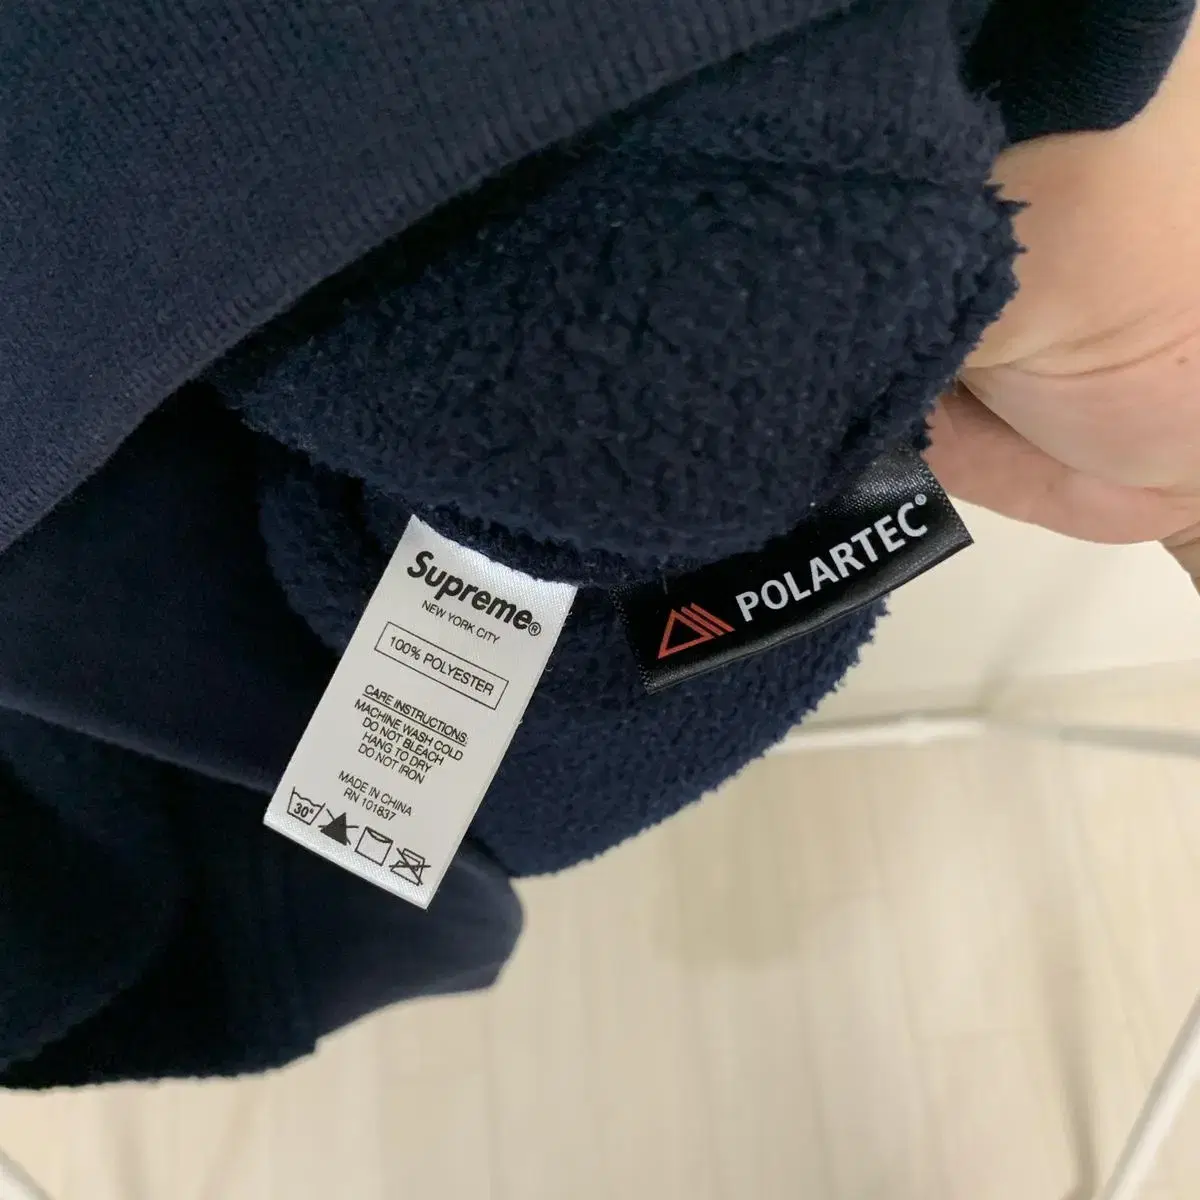 Supreme®
NEW YORK CITY
100% POLYESTER
CARE INSTRUCTIONS:
MACHINE WASH COLD
DO NOT BLEACH
HANG TO DRY
DO NOT IRON
MADE IN CHINA
RN 101837
30°
POLARTEC®